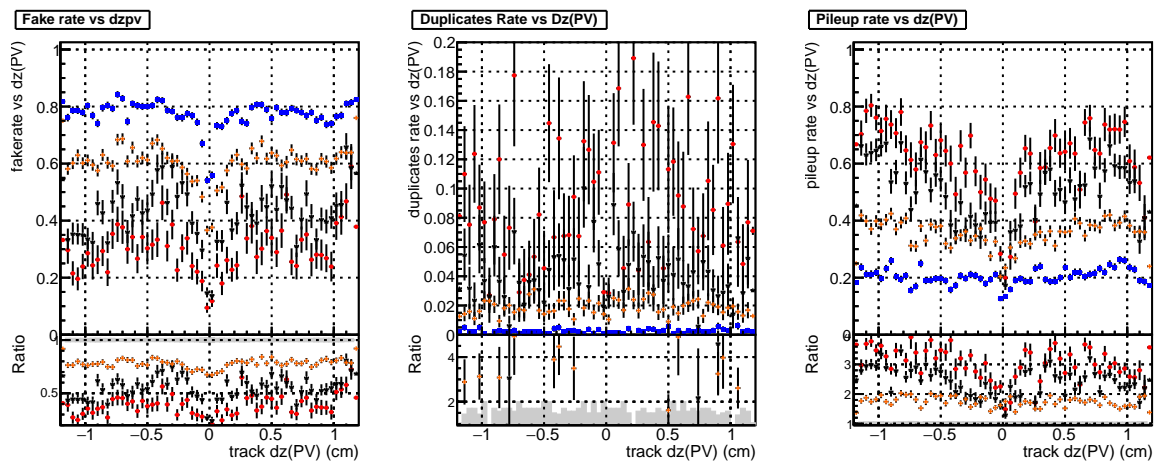 Fake rate vs dzpv
fakerate vs dz(PV)
1
0.8
0.6
0.4
0.2
0
Ratio
0.5
−1 −0.5 0 0.5 1
track dz(PV) (cm)
Duplicates Rate vs Dz(PV)
duplicates rate vs dz(PV)
0.2
0.18
0.16
0.14
0.12
0.1
0.08
0.06
0.04
0.02
0
Ratio
4
2
−1 −0.5 0 0.5 1
track dz(PV) (cm)
Pileup rate vs dz(PV)
pileup rate vs dz(PV)
1
0.8
0.6
0.4
0.2
0
Ratio
3
2
1
−1 −0.5 0 0.5 1
track dz(PV) (cm)